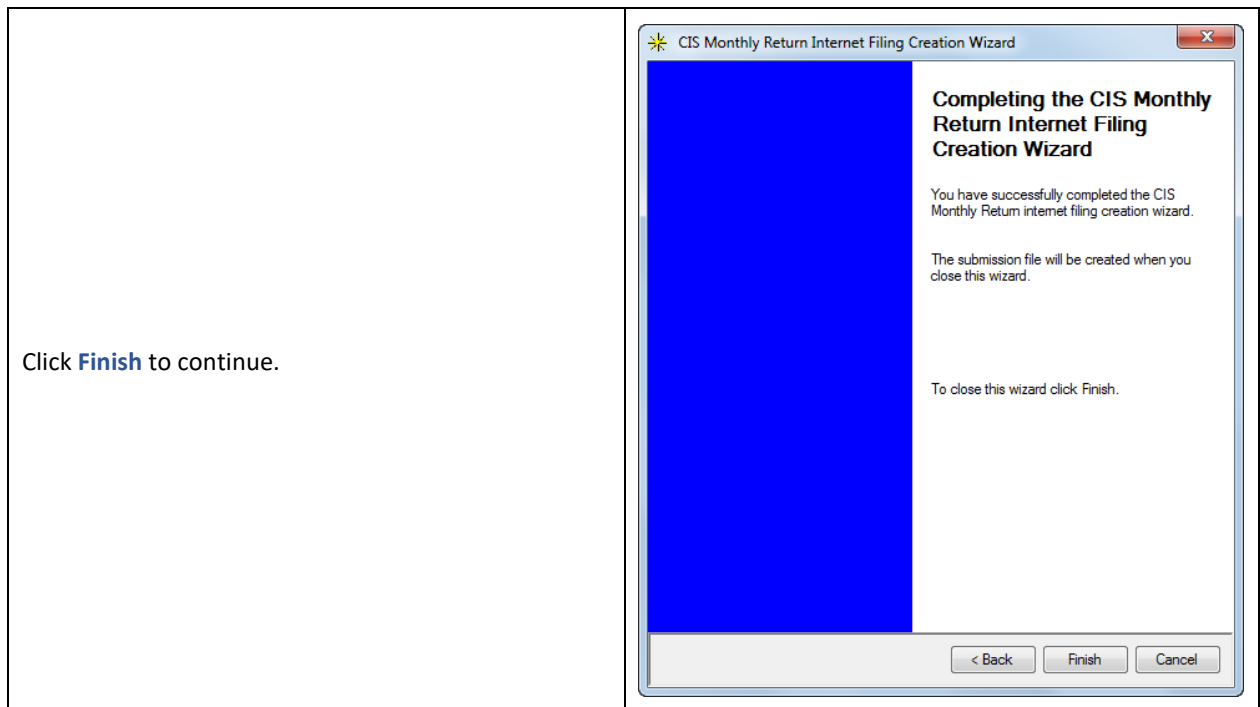 Click Finish to continue.
CIS Monthly Return Internet Filing Creation Wizard
Completing the CIS Monthly
Return Internet Filing
Creation Wizard
You have successfully completed the CIS
Monthly Return internet filing creation wizard.
The submission file will be created when you
close this wizard.
To close this wizard click Finish.
< Back
Finish
Cancel